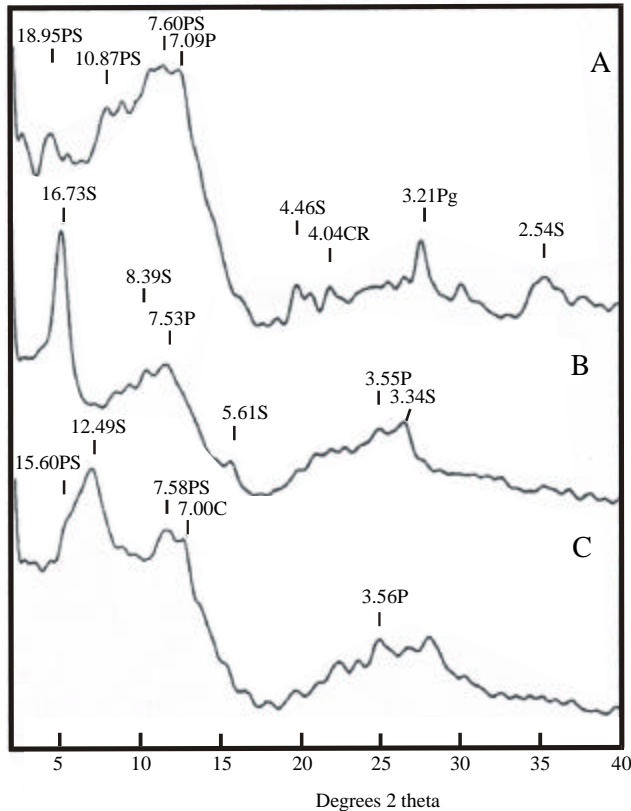 18.95PS
10.87PS
7.60PS
7.09P
A
16.73S
4.46S
4.04CR
3.21Pg
2.54S
8.39S
7.53P
B
5.61S
3.55P
3.34S
12.49S
15.60PS
7.58PS
7.00C
C
3.56P
5 10 15 20 25 30 35 40
Degrees 2 theta